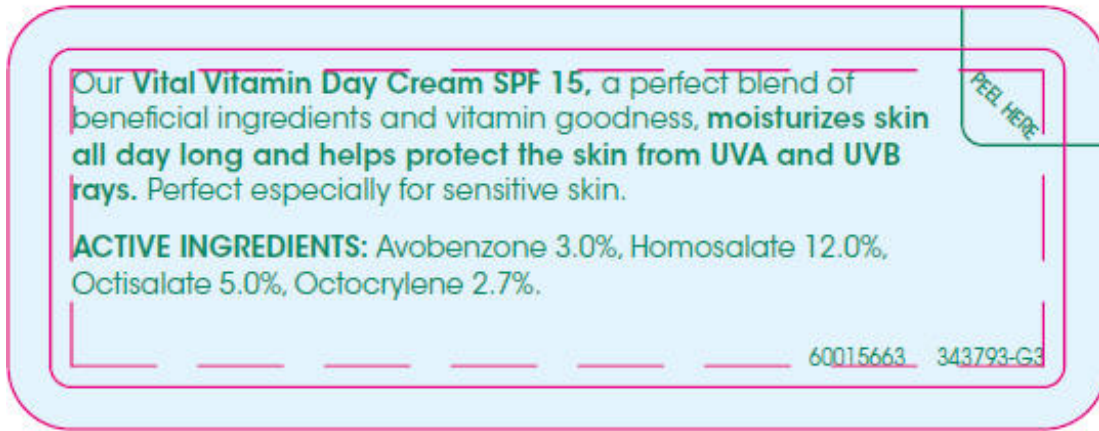 Our Vital Vitamin Day Cream SPF 15, a perfect blend of
beneficial ingredients and vitamin goodness, moisturizes skin
all day long and helps protect the skin from UVA and UVB
rays. Perfect especially for sensitive skin.
PEEL HERE
ACTIVE INGREDIENTS: Avobenzone 3.0%, Homosalate 12.0%,
Octisalate 5.0%, Octocrylene 2.7%.
60015663 343793-G3